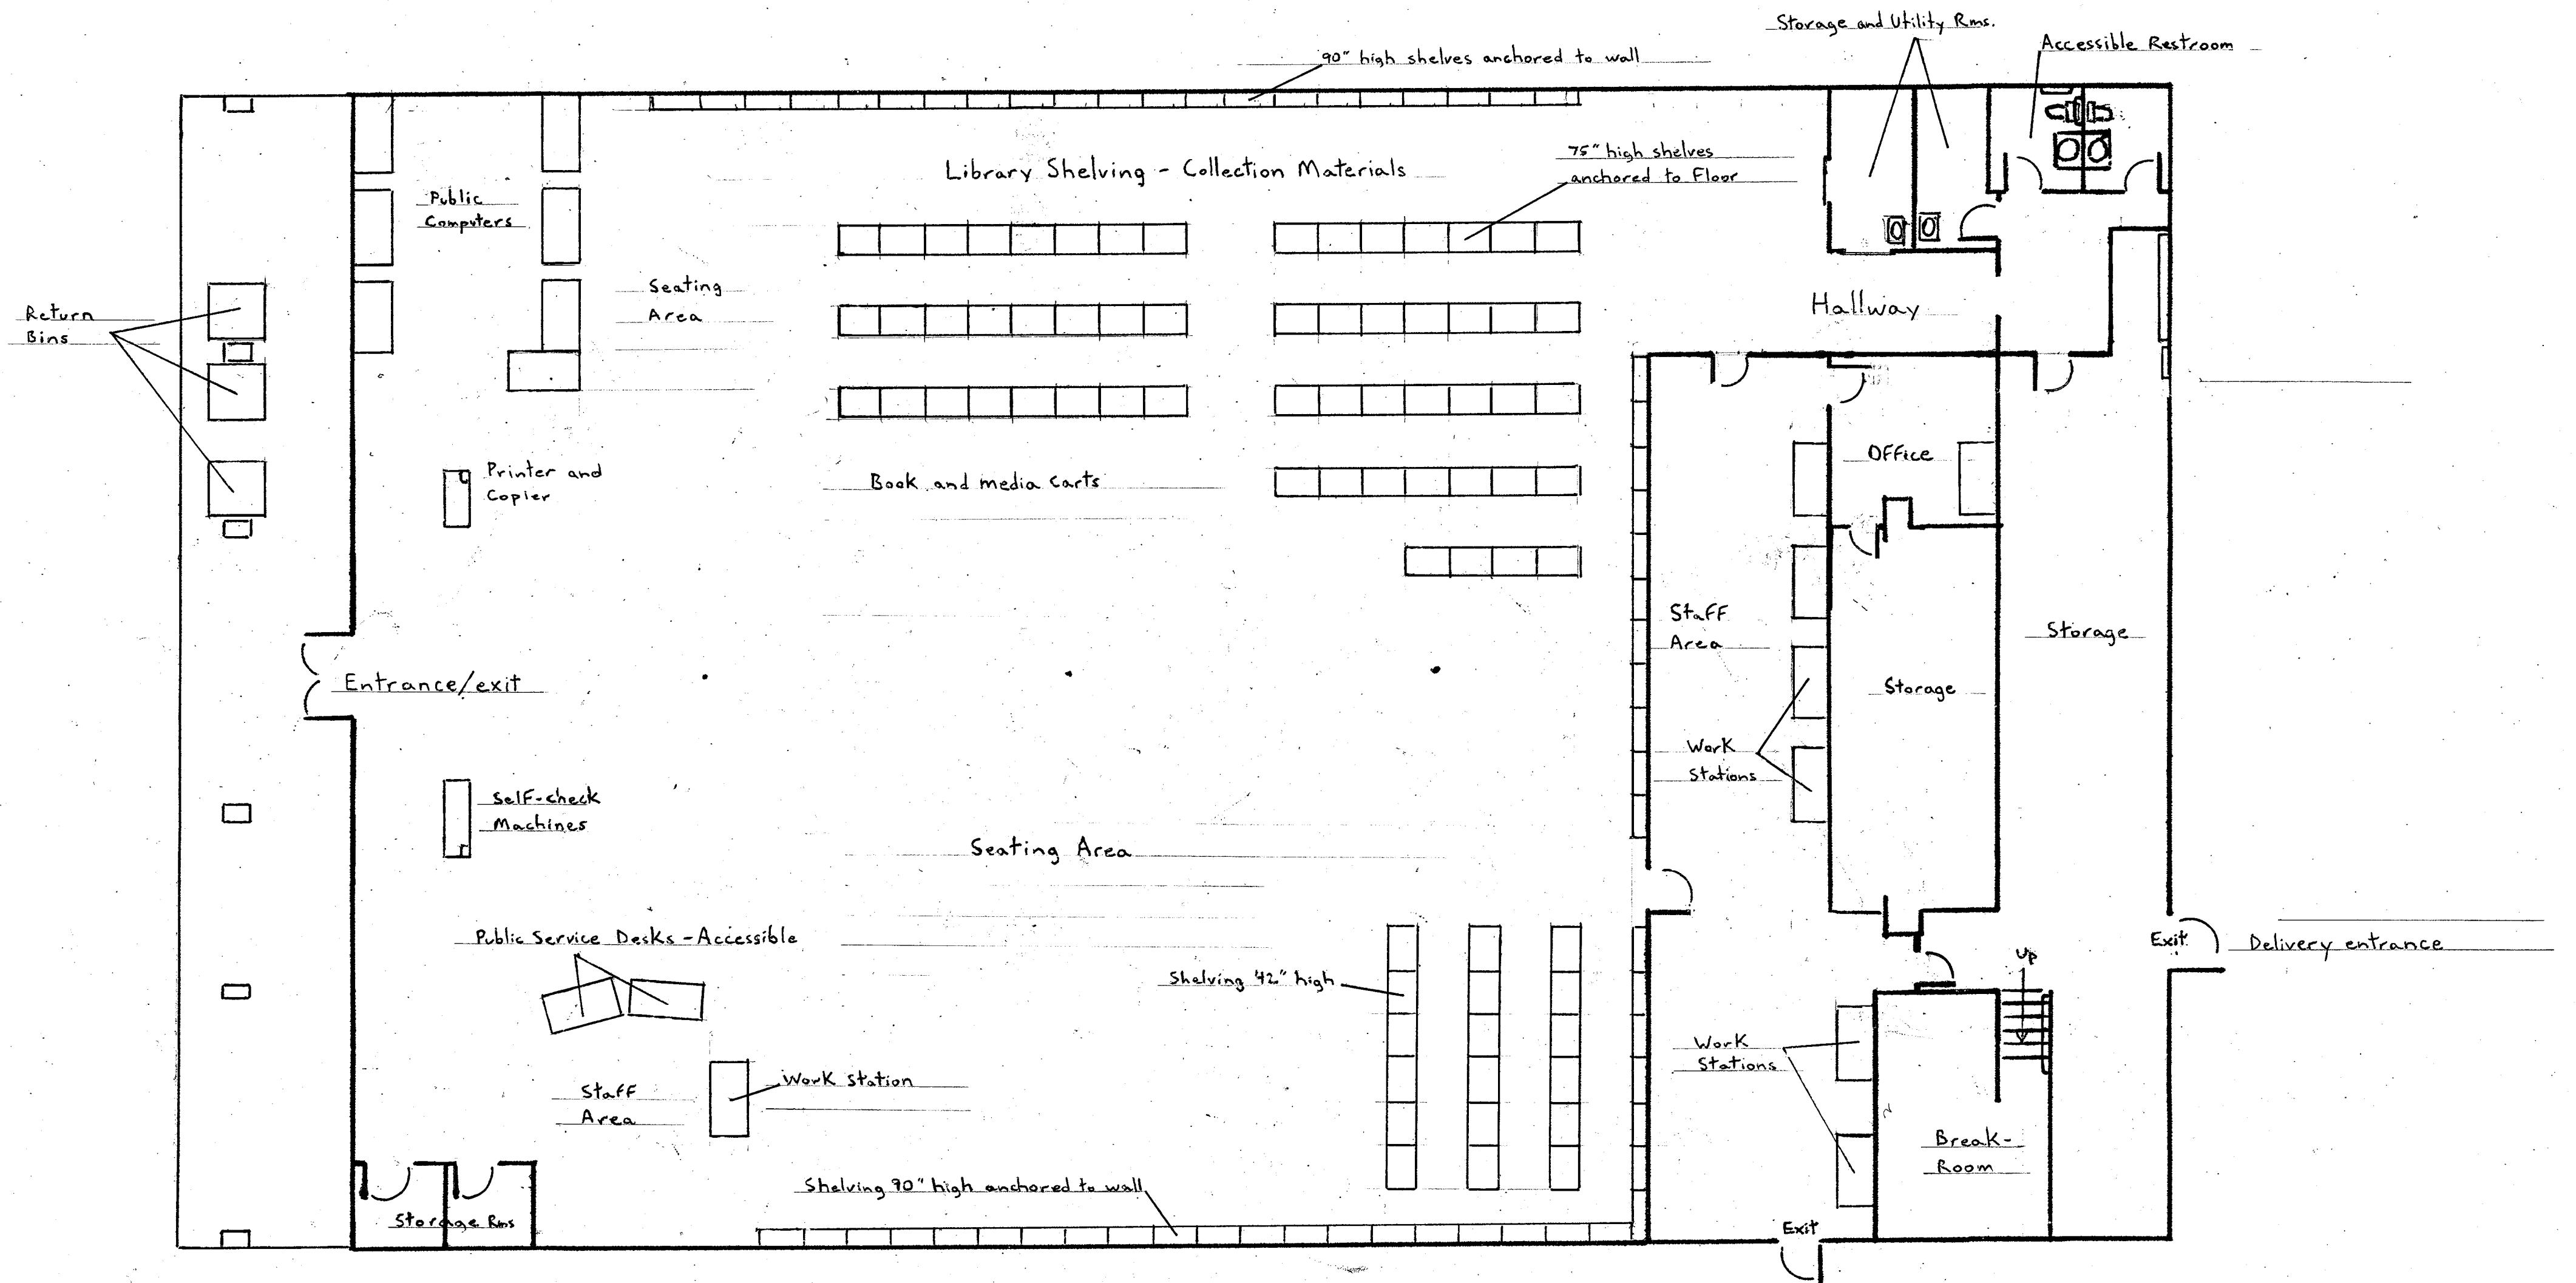 Storage and Utility Rms.
Accessible Restroom
90" high shelves anchored to wall
75" high shelves
anchored to Floor
Library Shelving - Collection Materials
Public
Computers
Seating
Area
Return
Bins
Hallway
Printer and
Copier
Book and media carts
Office
Staff
Area
Storage
Storage
Entrance/exit
Work
Stations
Self-check
Machines
Seating Area
Public Service Desks - Accessible
Exit
Delivery entrance
Up
Shelving 42" high
Work
Stations
Work Station
Staff
Area
Break-
Room
Shelving 90" high anchored to wall
Storage Rms
Exit